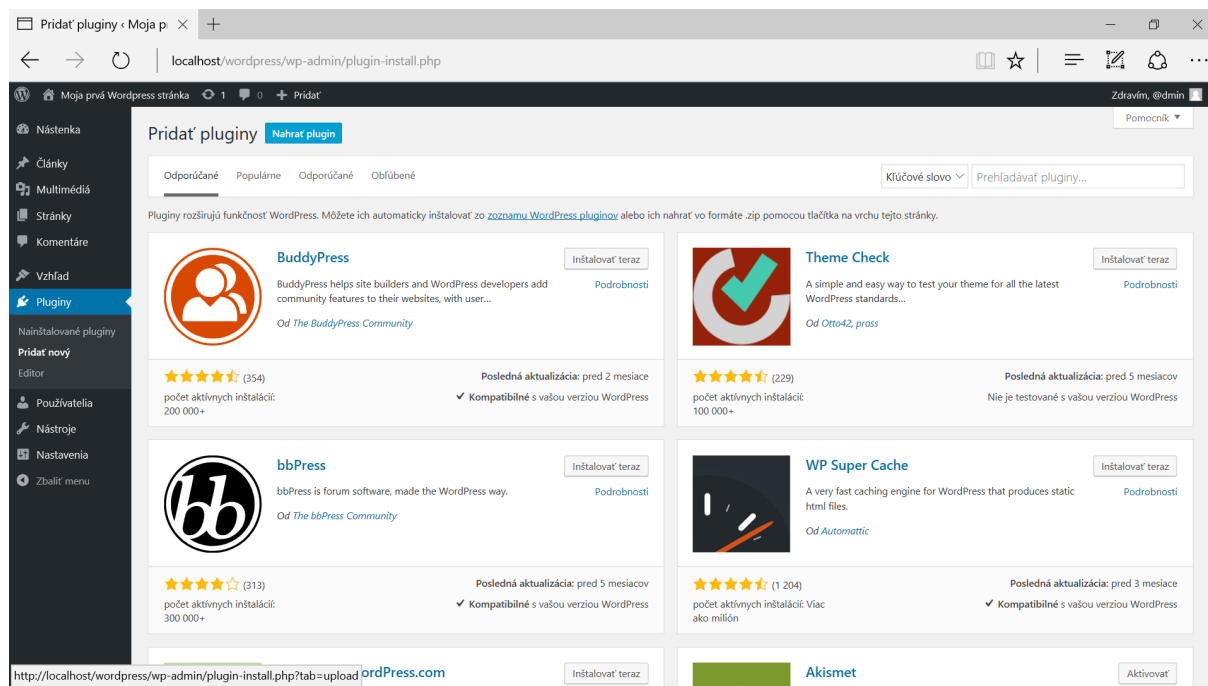 Pridať pluginy ‹ Moja pr
localhost/wordpress/wp-admin/plugin-install.php
Moja prvá Wordpress stránka 1 0 Pridať Zdravím, @dmin
Nástenka
Články
Multimédiá
Stránky
Komentáre
Vzhľad
Pluginy
Nainštalované pluginy
Pridať nový
Editor
Používatelia
Nástroje
Nastavenia
Zbaliť menu
Pomocník
Pridať pluginy Nahrať plugin
Odporúčané Populárne Odporúčané Obľúbené Kľúčové slovo Prehľadávať pluginy...
Pluginy rozširujú funkčnosť WordPress. Môžete ich automaticky inštalovať zo zoznamu WordPress pluginov alebo ich nahrať vo formáte .zip pomocou tlačítka na vrchu tejto stránky.
BuddyPress
Inštalovať teraz
BuddyPress helps site builders and WordPress developers add
community features to their websites, with user...
Podrobnosti
Od The BuddyPress Community
(354)
počet aktívnych inštalácií:
200 000+
Posledná aktualizácia: pred 2 mesiace
Kompatibilné s vašou verziou WordPress
Theme Check
Inštalovať teraz
A simple and easy way to test your theme for all the latest
WordPress standards...
Podrobnosti
Od Otto42, pross
(229)
počet aktívnych inštalácií:
100 000+
Posledná aktualizácia: pred 5 mesiacov
Nie je testované s vašou verziou WordPress
bb
bbPress
Inštalovať teraz
bbPress is forum software, made the WordPress way.
Podrobnosti
Od The bbPress Community
(313)
počet aktívnych inštalácií:
300 000+
Posledná aktualizácia: pred 5 mesiacov
Kompatibilné s vašou verziou WordPress
WP Super Cache
Inštalovať teraz
A very fast caching engine for WordPress that produces static
html files.
Podrobnosti
Od Automattic
(1 204)
počet aktívnych inštalácií: Viac
ako milión
Posledná aktualizácia: pred 3 mesiace
Kompatibilné s vašou verziou WordPress
ordPress.com
Inštalovať teraz
Akismet
Aktivovať
http://localhost/wordpress/wp-admin/plugin-install.php?tab=upload